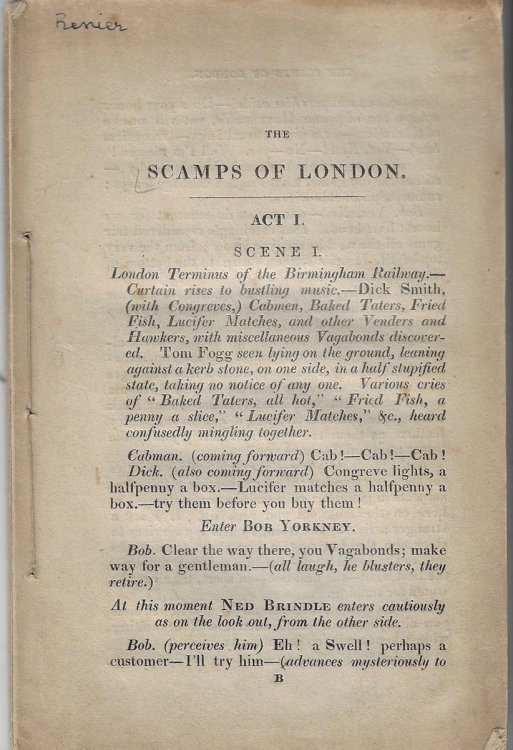 Renier
THE
SCAMPS OF LONDON.
ACT I.
SCENE I.
London Terminus of the Birmingham Railway.—
Curtain rises to bustling music.—Dick Smith,
(with Congreves,) Cabmen, Baked Taters, Fried
Fish, Lucifer Matches, and other Venders and
Hawkers, with miscellaneous Vagabonds discover-
ed. Tom Fogg seen lying on the ground, leaning
against a kerb stone, on one side, in a half stupified
state, taking no notice of any one. Various cries
of "Baked Taters, all hot," "Fried Fish, a
penny a slice," "Lucifer Matches," &c., heard
confusedly mingling together.
Cabman. (coming forward) Cab!—Cab!—Cab!
Dick. (also coming forward) Congreve lights, a
halfpenny a box.—Lucifer matches a halfpenny a
box.—try them before you buy them!
Enter BOB YORKNEY.
Bob. Clear the way there, you Vagabonds; make
way for a gentleman.—(all laugh, he blusters, they
retire.)
At this moment NED BRINDLE enters cautiously
as on the look out, from the other side.
Bob. (perceives him) Eh! a Swell! perhaps a
customer—I'll try him—(advances mysteriously to
B